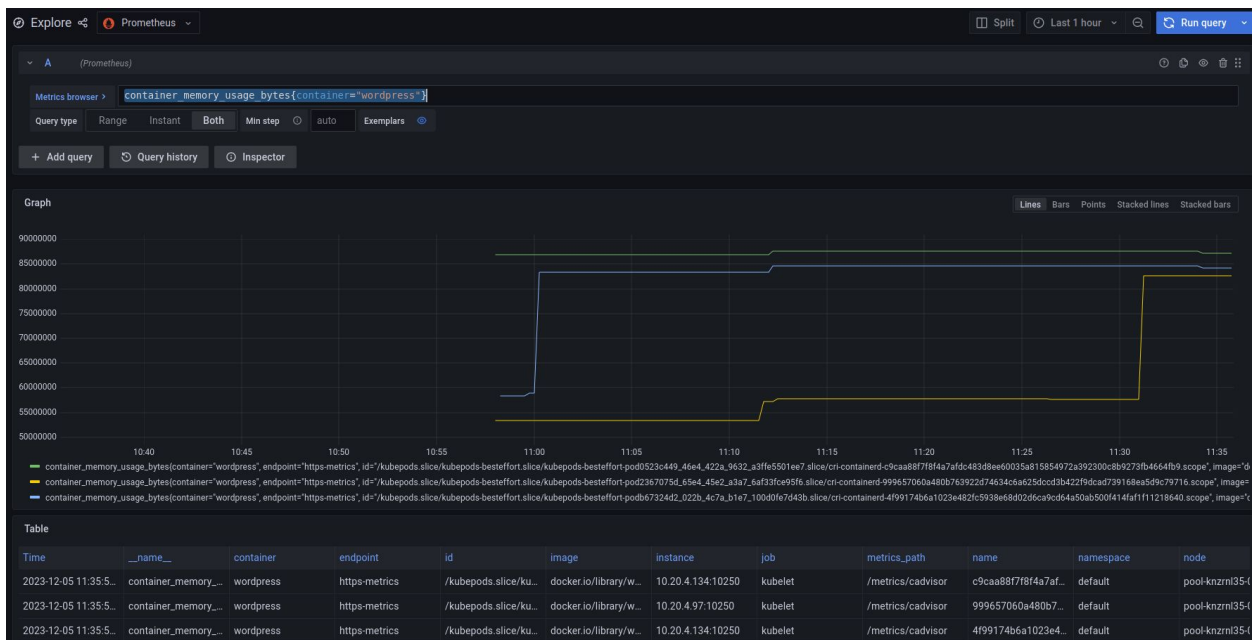 Explore Prometheus Split Last 1 hour Run query
A (Prometheus)
Metrics browser > container_memory_usage_bytes{container="wordpress"}
Query type Range Instant Both Min step auto Exemplars
+ Add query Query history Inspector
Graph Lines Bars Points Stacked lines Stacked bars
90000000
85000000
80000000
75000000
70000000
65000000
60000000
55000000
50000000
10:40 10:45 10:50 10:55 11:00 11:05 11:10 11:15 11:20 11:25 11:30 11:35
container_memory_usage_bytes{container="wordpress", endpoint="https-metrics", id="/kubepods.slice/kubepods-besteffort.slice/kubepods-besteffort-pod0523c449_46e4_422a_9632_a3ffe5501ee7.slice/cri-containerd-c9caa88f7f8f4a7afdc483d8ee60035a815854972a392300c8b9273fb4664fb9.scope", image="d
container_memory_usage_bytes{container="wordpress", endpoint="https-metrics", id="/kubepods.slice/kubepods-besteffort.slice/kubepods-besteffort-pod2367075d_65e4_45e2_a3a7_6af33fce95f6.slice/cri-containerd-999657060a480b763922d74634c6a625dccd3b422f9dcad739168ea5d9c79716.scope", image=
container_memory_usage_bytes{container="wordpress", endpoint="https-metrics", id="/kubepods.slice/kubepods-besteffort.slice/kubepods-besteffort-podb67324d2_022b_4c7a_b1e7_100d0fe7d43b.slice/cri-containerd-4f99174b6a1023e482fc5938e68d02d6ca9cd64a50ab500f414faf1f11218640.scope", image="d
Table
Time __name__ container endpoint id image instance job metrics_path name namespace node
2023-12-05 11:35:5... container_memory_... wordpress https-metrics /kubepods.slice/ku... docker.io/library/w... 10.20.4.134:10250 kubelet /metrics/cadvisor c9caa88f7f8f4a7af... default pool-knzrnl35-0
2023-12-05 11:35:5... container_memory_... wordpress https-metrics /kubepods.slice/ku... docker.io/library/w... 10.20.4.97:10250 kubelet /metrics/cadvisor 999657060a480b7... default pool-knzrnl35-0
2023-12-05 11:35:5... container_memory_... wordpress https-metrics /kubepods.slice/ku... docker.io/library/w... 10.20.4.134:10250 kubelet /metrics/cadvisor 4f99174b6a1023e4... default pool-knzrnl35-0